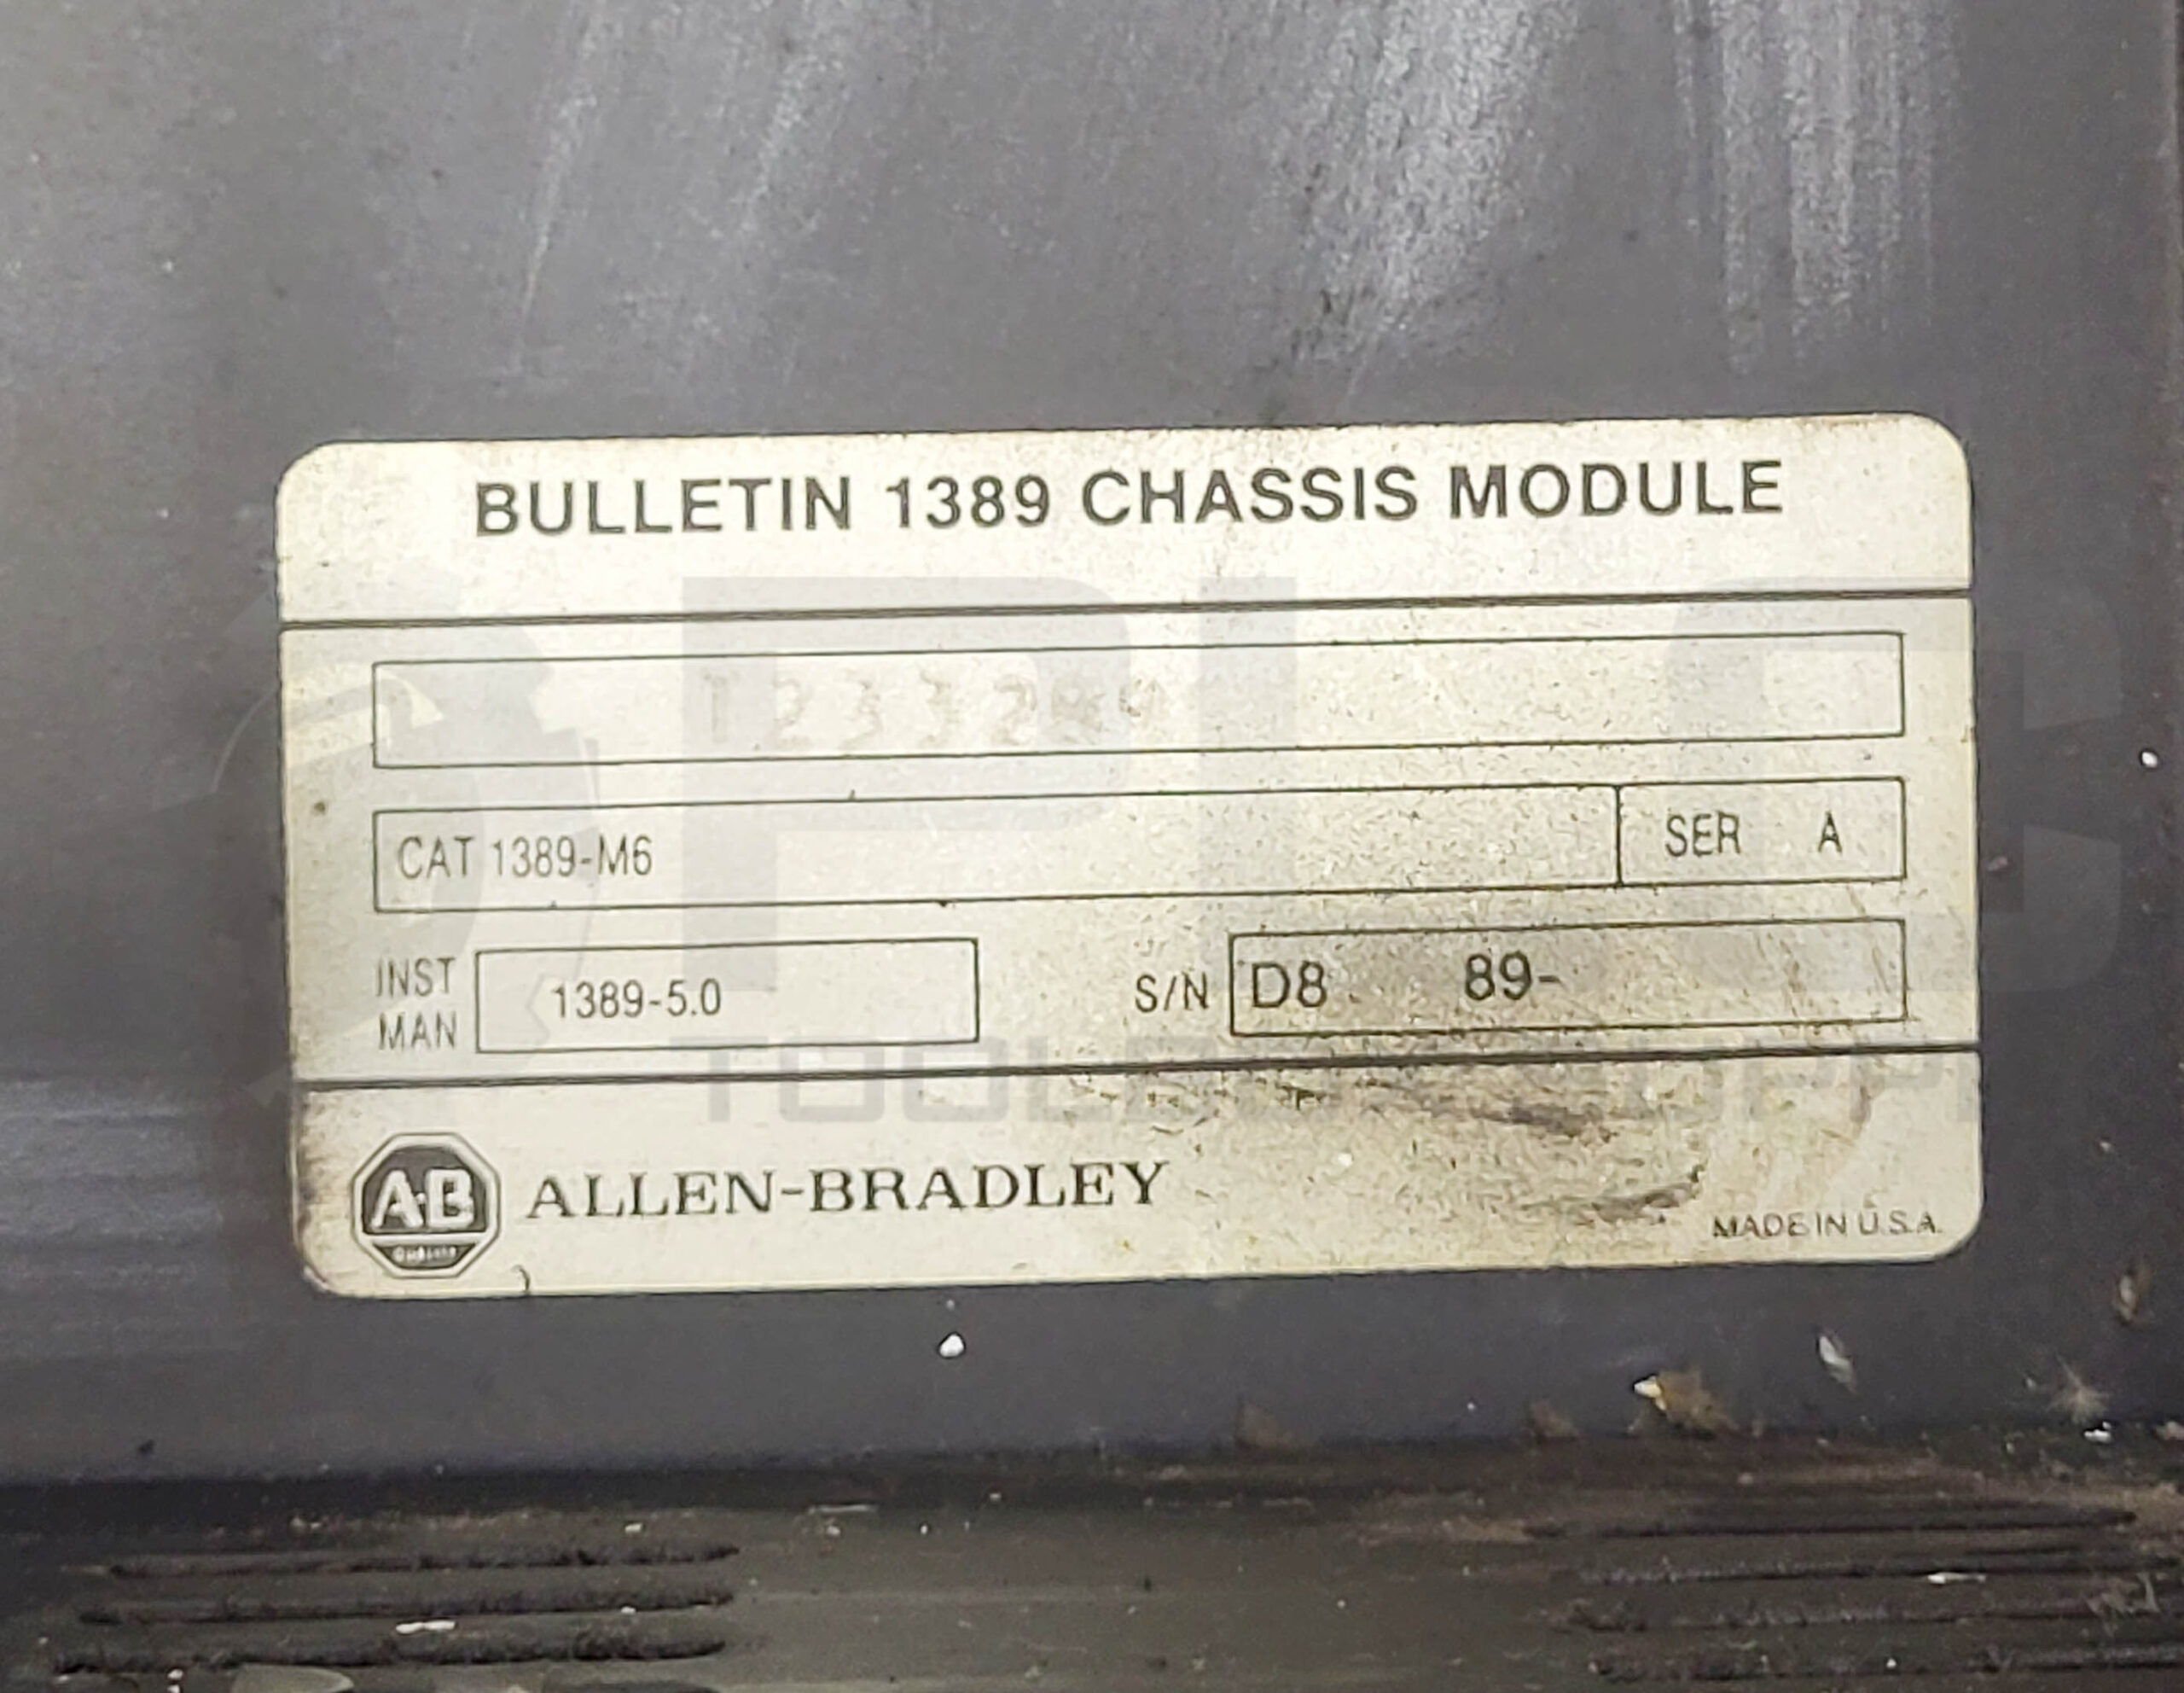 BULLETIN 1389 CHASSIS MODULE
CAT 1389-M6
SER A
INST
MAN
1389-5.0
S/N D8 89-
A-B
ALLEN-BRADLEY
MADE IN U.S.A.
PLC